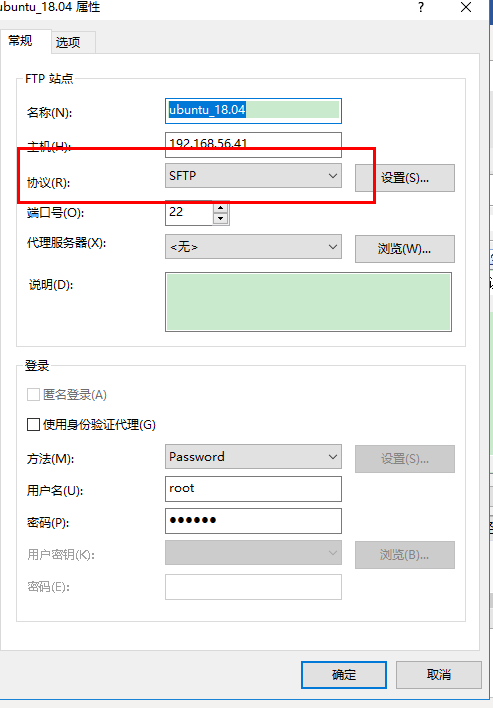 ubuntu_18.04 属性
?
常规
选项
FTP 站点
名称(N):
ubuntu_18.04
主机(H):
192.168.56.41
协议(R):
SFTP
设置(S)...
端口号(O):
22
代理服务器(X):
<无>
浏览(W)...
说明(D):
登录
匿名登录(A)
使用身份验证代理(G)
方法(M):
Password
设置(S)...
用户名(U):
root
密码(P):
●●●●●●
用户密钥(K):
浏览(B)...
密码(E):
确定
取消